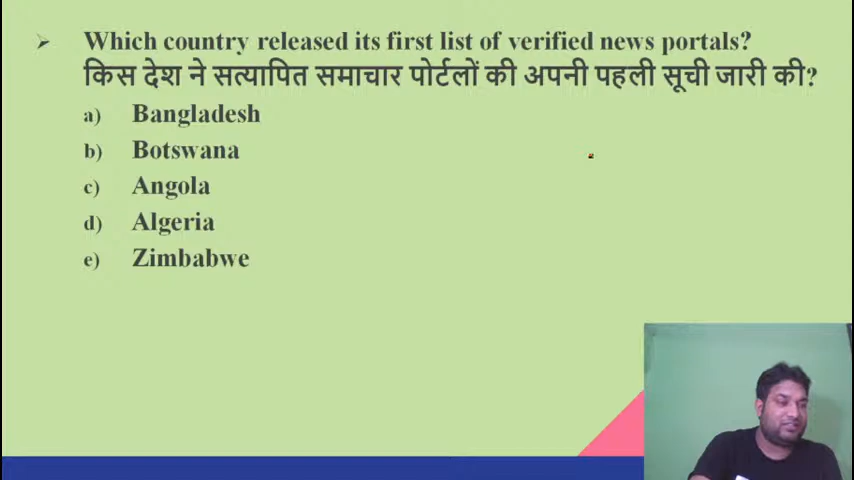 ➢ Which country released its first list of verified news portals?
किस देश ने सत्यापित समाचार पोर्टलों की अपनी पहली सूची जारी की?
a) Bangladesh
b) Botswana
c) Angola
d) Algeria
e) Zimbabwe